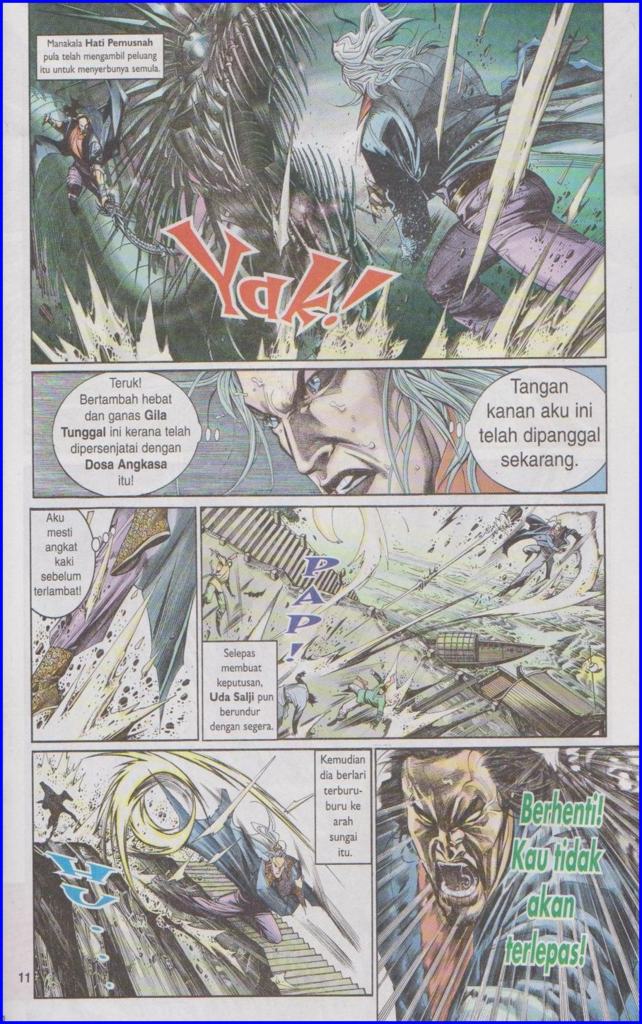 Manakala Hati Pemusnah
pula telah mengambil peluang
itu untuk menyerbunya semula.
Yak!
Teruk!
Bertambah hebat
dan ganas Gila
Tunggal ini kerana telah
dipersenjatai dengan
Dosa Angkasa
itu!
Tangan
kanan aku ini
telah dipanggal
sekarang.
Aku
mesti
angkat
kaki
sebelum
terlambat!
PAP!
Selepas
membuat
keputusan,
Uda Salji pun
berundur
dengan segera.
HU...
Kemudian
dia berlari
terburu-
buru ke
arah
sungai
itu.
Berhenti!
Kau tidak
akan
terlepas!
11